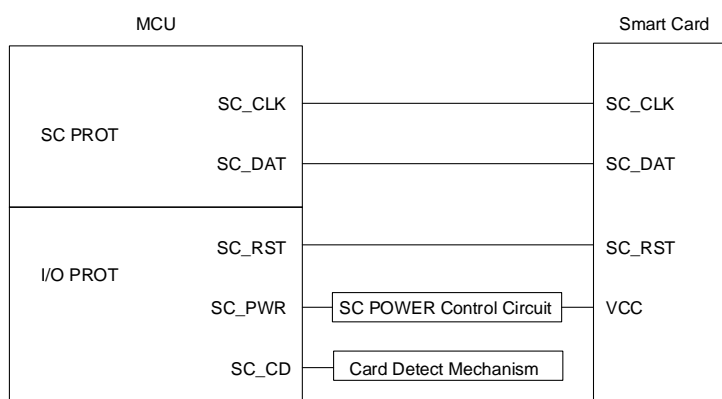 MCU
Smart Card
SC_CLK
SC_CLK
SC PROT
SC_DAT
SC_DAT
SC_RST
SC_RST
I/O PROT
SC_PWR
SC POWER Control Circuit
VCC
SC_CD
Card Detect Mechanism